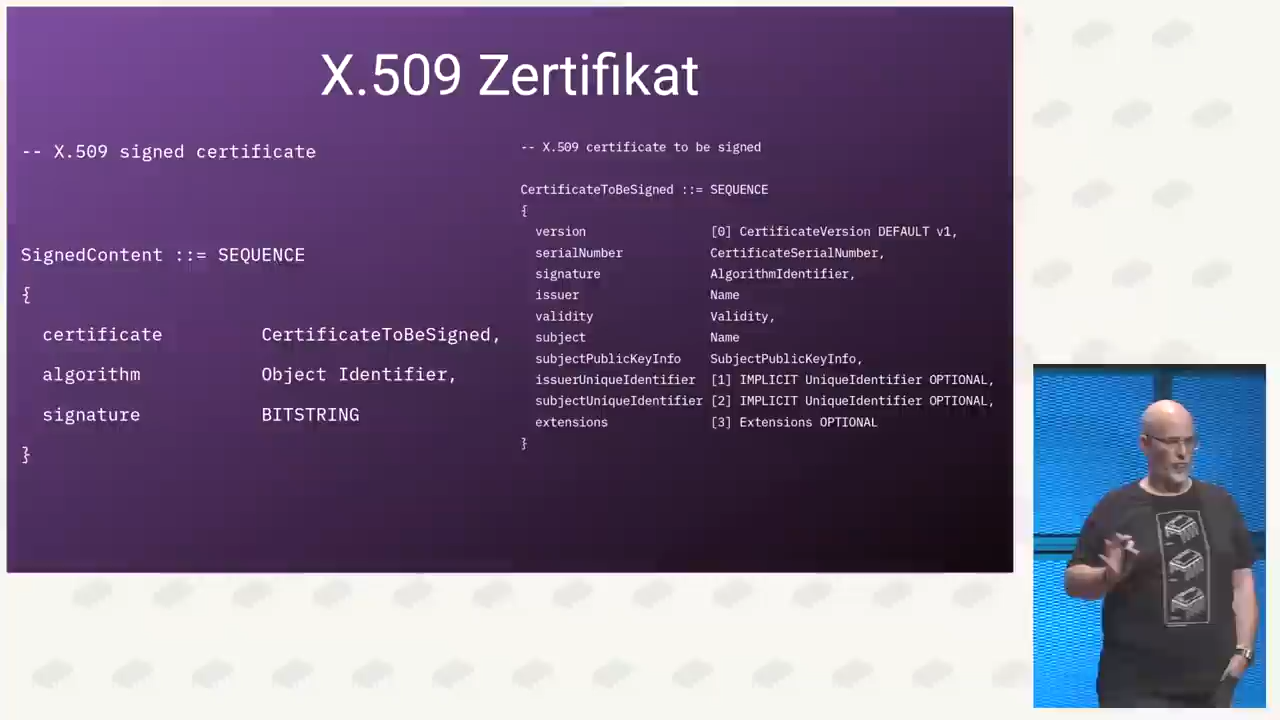 X.509 Zertifikat
-- X.509 signed certificate
SignedContent ::= SEQUENCE
{
certificate CertificateToBeSigned,
algorithm Object Identifier,
signature BITSTRING
}
-- X.509 certificate to be signed
CertificateToBeSigned ::= SEQUENCE
{
version [0] CertificateVersion DEFAULT v1,
serialNumber CertificateSerialNumber,
signature AlgorithmIdentifier,
issuer Name
validity Validity,
subject Name
subjectPublicKeyInfo SubjectPublicKeyInfo,
issuerUniqueIdentifier [1] IMPLICIT UniqueIdentifier OPTIONAL,
subjectUniqueIdentifier [2] IMPLICIT UniqueIdentifier OPTIONAL,
extensions [3] Extensions OPTIONAL
}